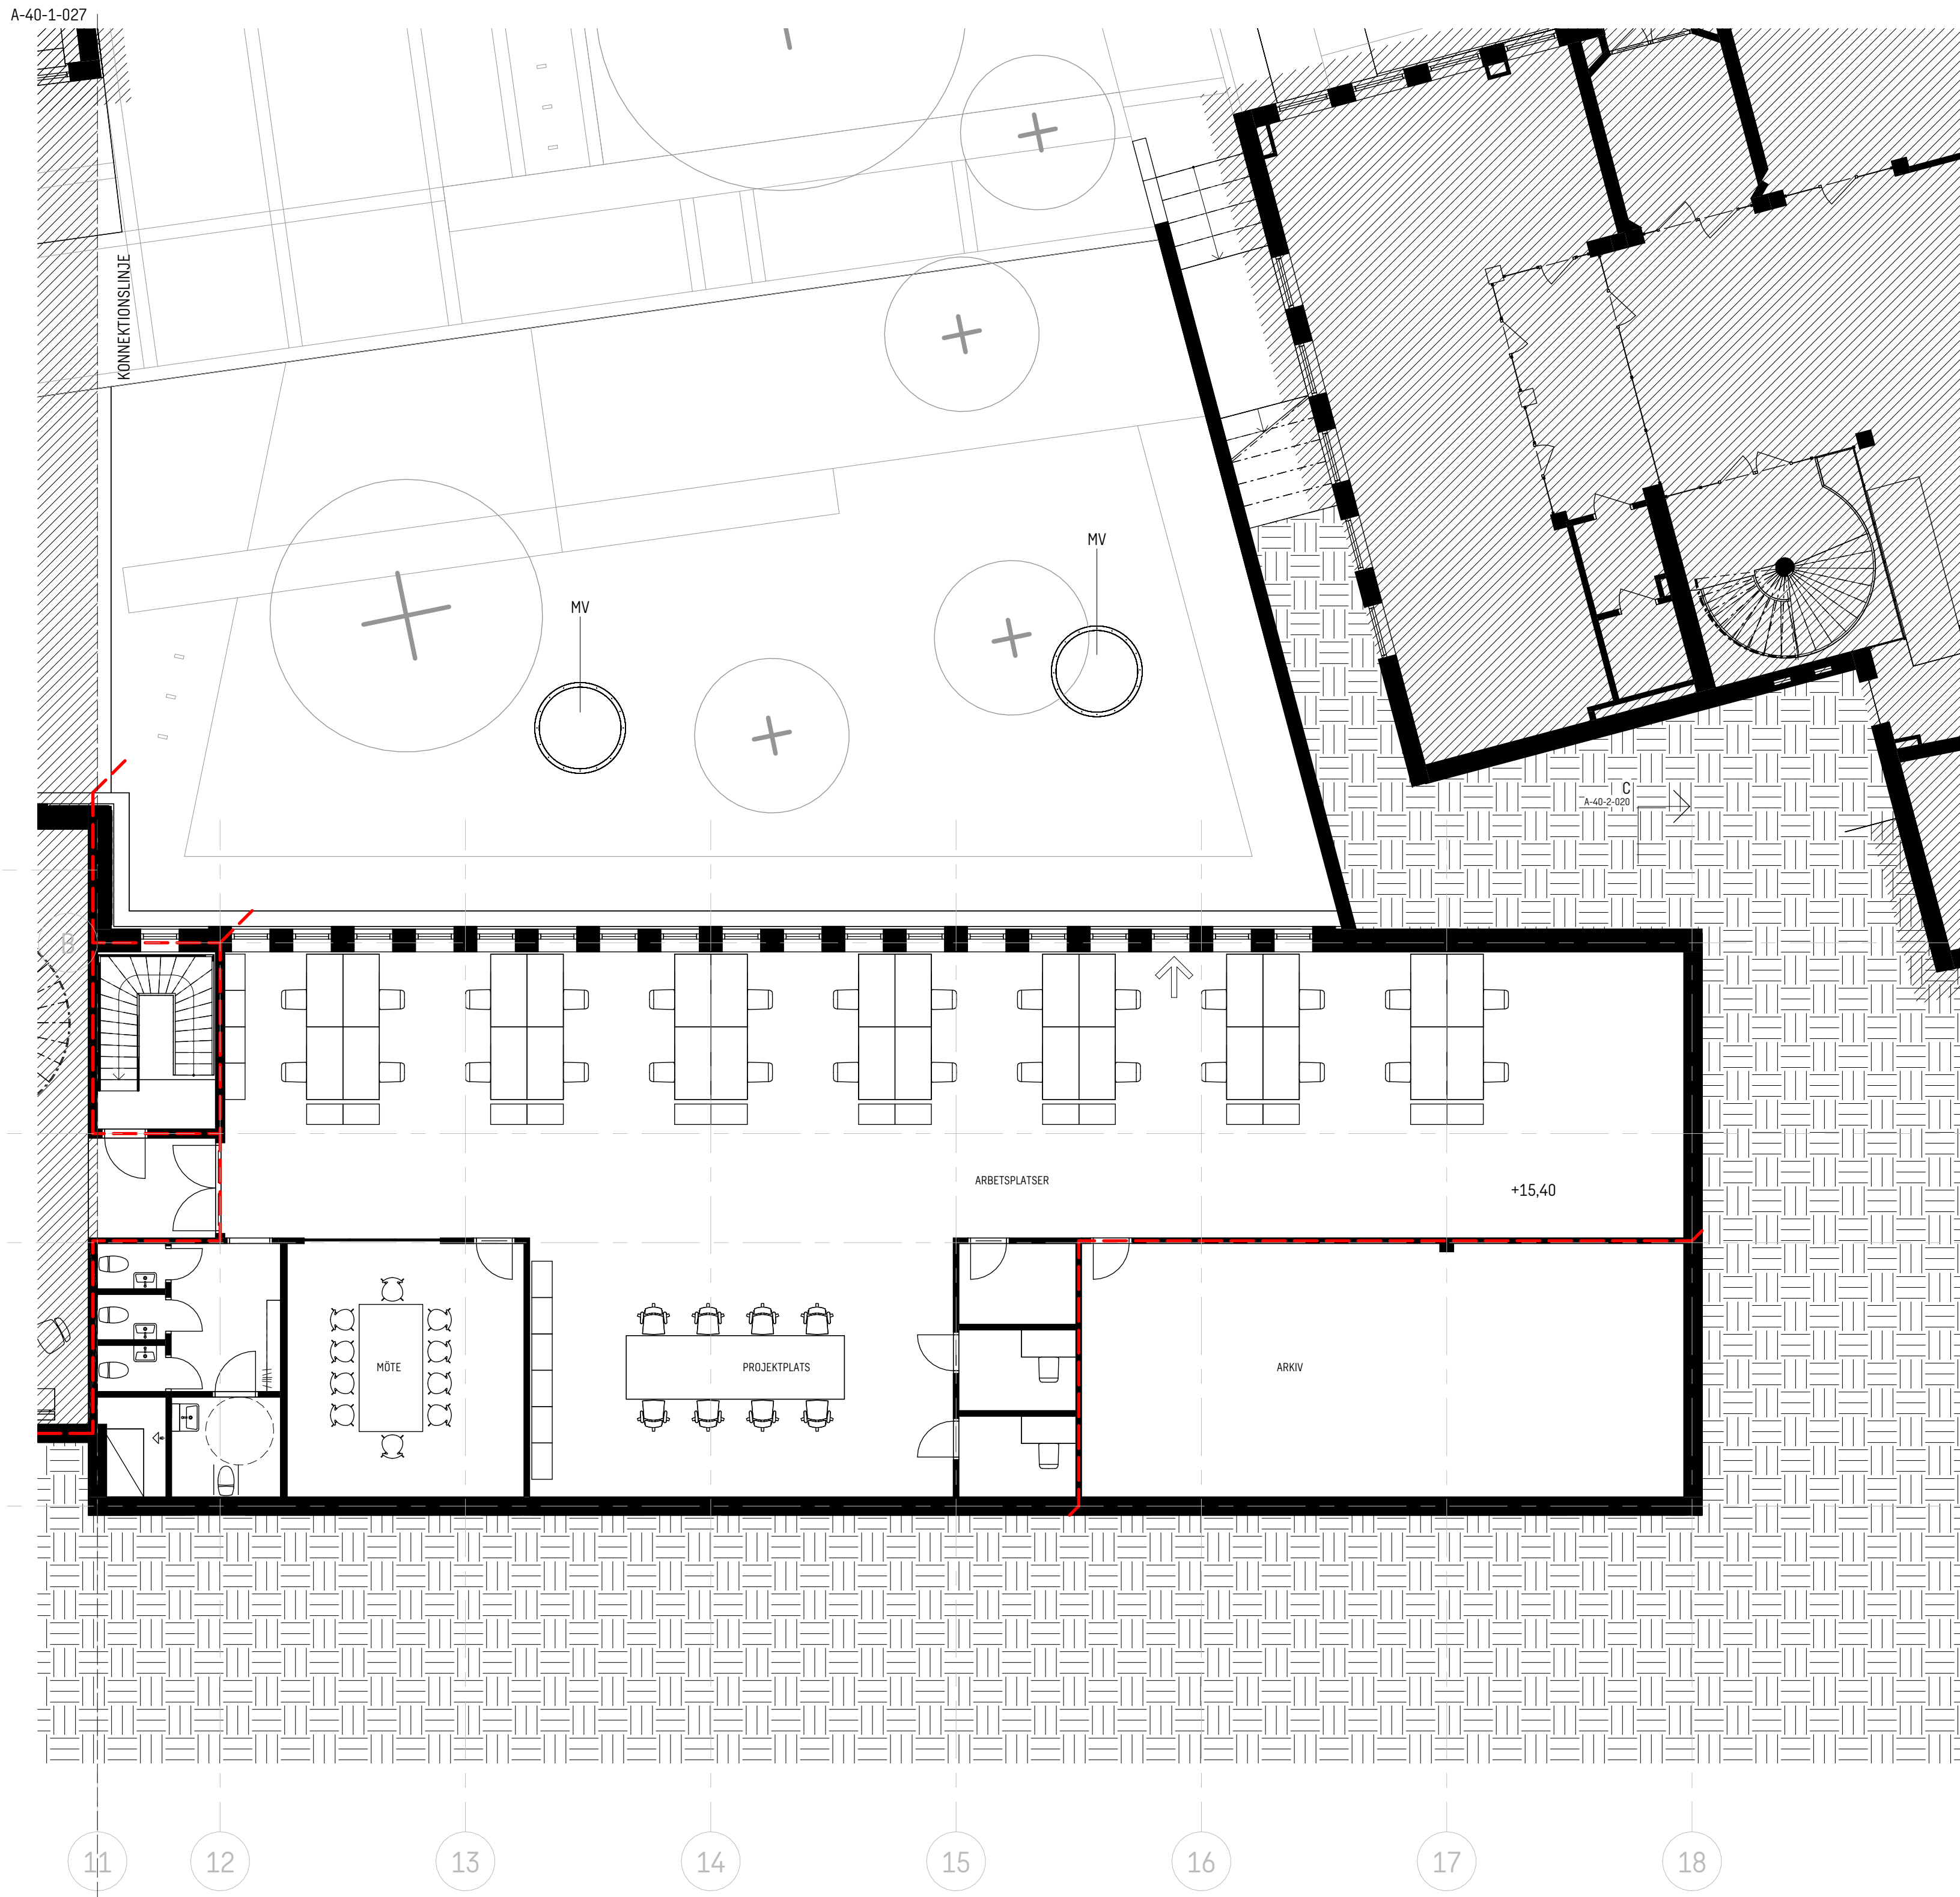 A-40-1-027
KONNEKTIONSLINJE
MV
MV
C
A-40-2-020
B
ARBETSPLATSER
+15,40
MÖTE
PROJEKTPLATS
ARKIV
11
12
13
14
15
16
17
18